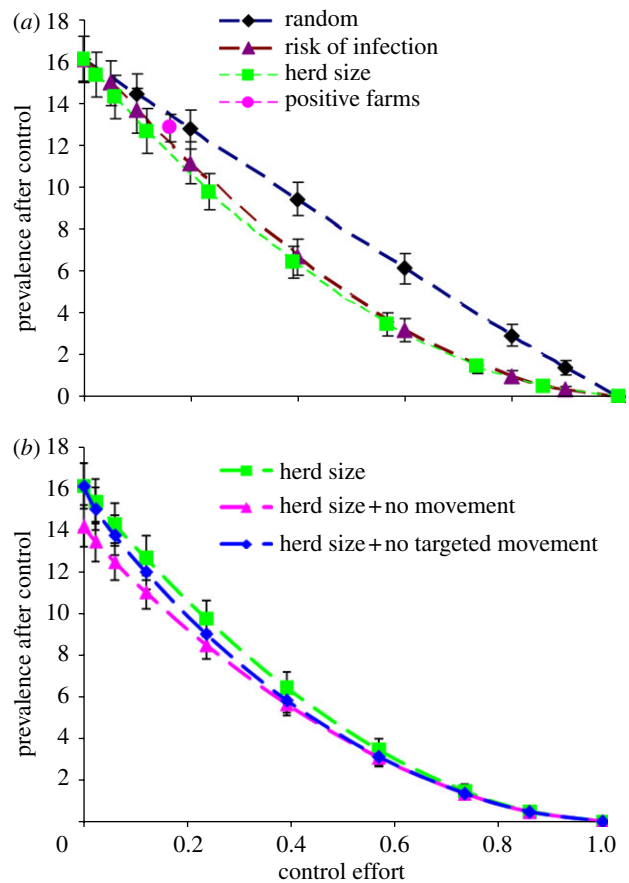 (a)
18
16
14
12
10
8
6
4
2
0
prevalence after control
random
risk of infection
herd size
positive farms
(b)
18
16
14
12
10
8
6
4
2
prevalence after control
herd size
herd size + no movement
herd size + no targeted movement
0 0.2 0.4 0.6 0.8 1.0
control effort